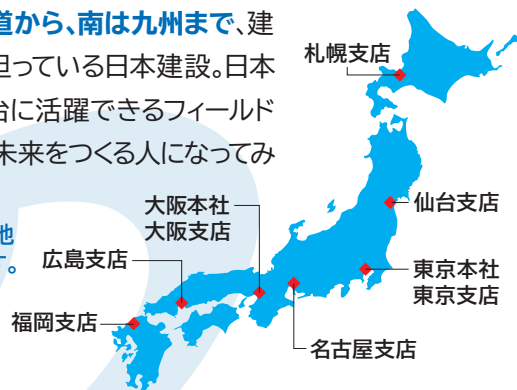 道から、南は九州まで、建
担っている日本建設。日本
台に活躍できるフィールド
未来をつくる人になってみ
地
す。
札幌支店
仙台支店
大阪本社
大阪支店
広島支店
東京本社
東京支店
福岡支店
名古屋支店